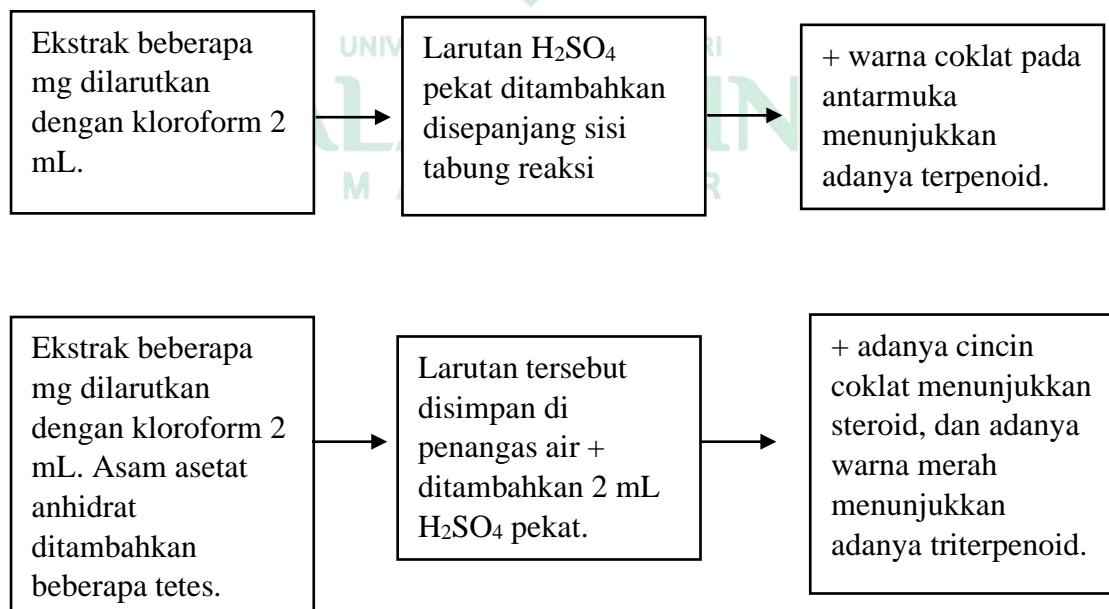 Ekstrak beberapa
mg dilarutkan
dengan kloroform 2
mL.
Larutan H₂SO₄
pekat ditambahkan
disepanjang sisi
tabung reaksi
+ warna coklat pada
antarmuka
menunjukkan
adanya terpenoid.
Ekstrak beberapa
mg dilarutkan
dengan kloroform 2
mL. Asam asetat
anhidrat
ditambahkan
beberapa tetes.
Larutan tersebut
disimpan di
penangas air +
ditambahkan 2 mL
H₂SO₄ pekat.
+ adanya cincin
coklat menunjukkan
steroid, dan adanya
warna merah
menunjukkan
adanya triterpenoid.